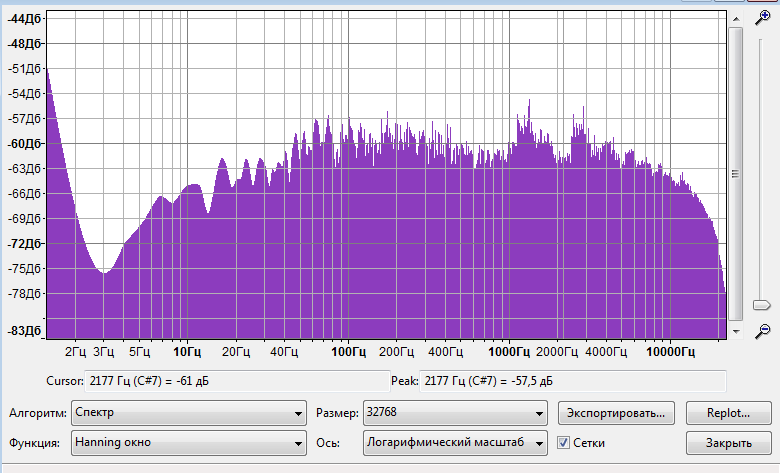 -44Дб
-48Дб
-51Дб
-54Дб
-57Дб
-60Дб
-63Дб
-66Дб
-69Дб
-72Дб
-75Дб
-78Дб
-83Дб
2Гц 3Гц 5Гц 10Гц 20Гц 40Гц 100Гц 200Гц 400Гц 1000Гц 2000Гц 4000Гц 10000Гц
Cursor: 2177 Гц (C#7) = -61 дБ Peak: 2177 Гц (C#7) = -57,5 дБ
Алгоритм: Спектр Размер: 32768 Экспортировать... Replot...
Функция: Hanning окно Ось: Логарифмический масштаб Сетки Закрыть